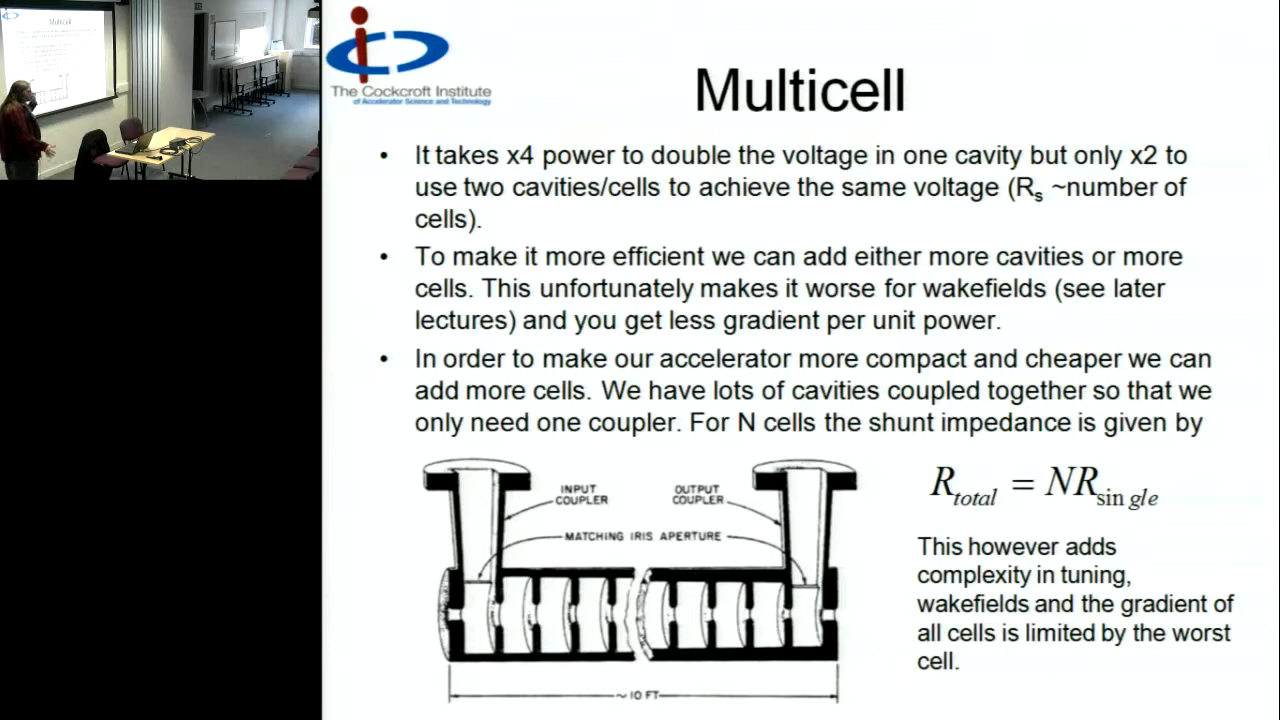 Multicell
The Cockcroft Institute
of Accelerator Science and Technology
Multicell
• It takes x4 power to double the voltage in one cavity but only x2 to
use two cavities/cells to achieve the same voltage (Rs ~number of
cells).
• To make it more efficient we can add either more cavities or more
cells. This unfortunately makes it worse for wakefields (see later
lectures) and you get less gradient per unit power.
• In order to make our accelerator more compact and cheaper we can
add more cells. We have lots of cavities coupled together so that we
only need one coupler. For N cells the shunt impedance is given by
INPUT
COUPLER
OUTPUT
COUPLER
MATCHING IRIS APERTURE
~10 FT
Rtotal = NRsin gle
This however adds
complexity in tuning,
wakefields and the gradient of
all cells is limited by the worst
cell.